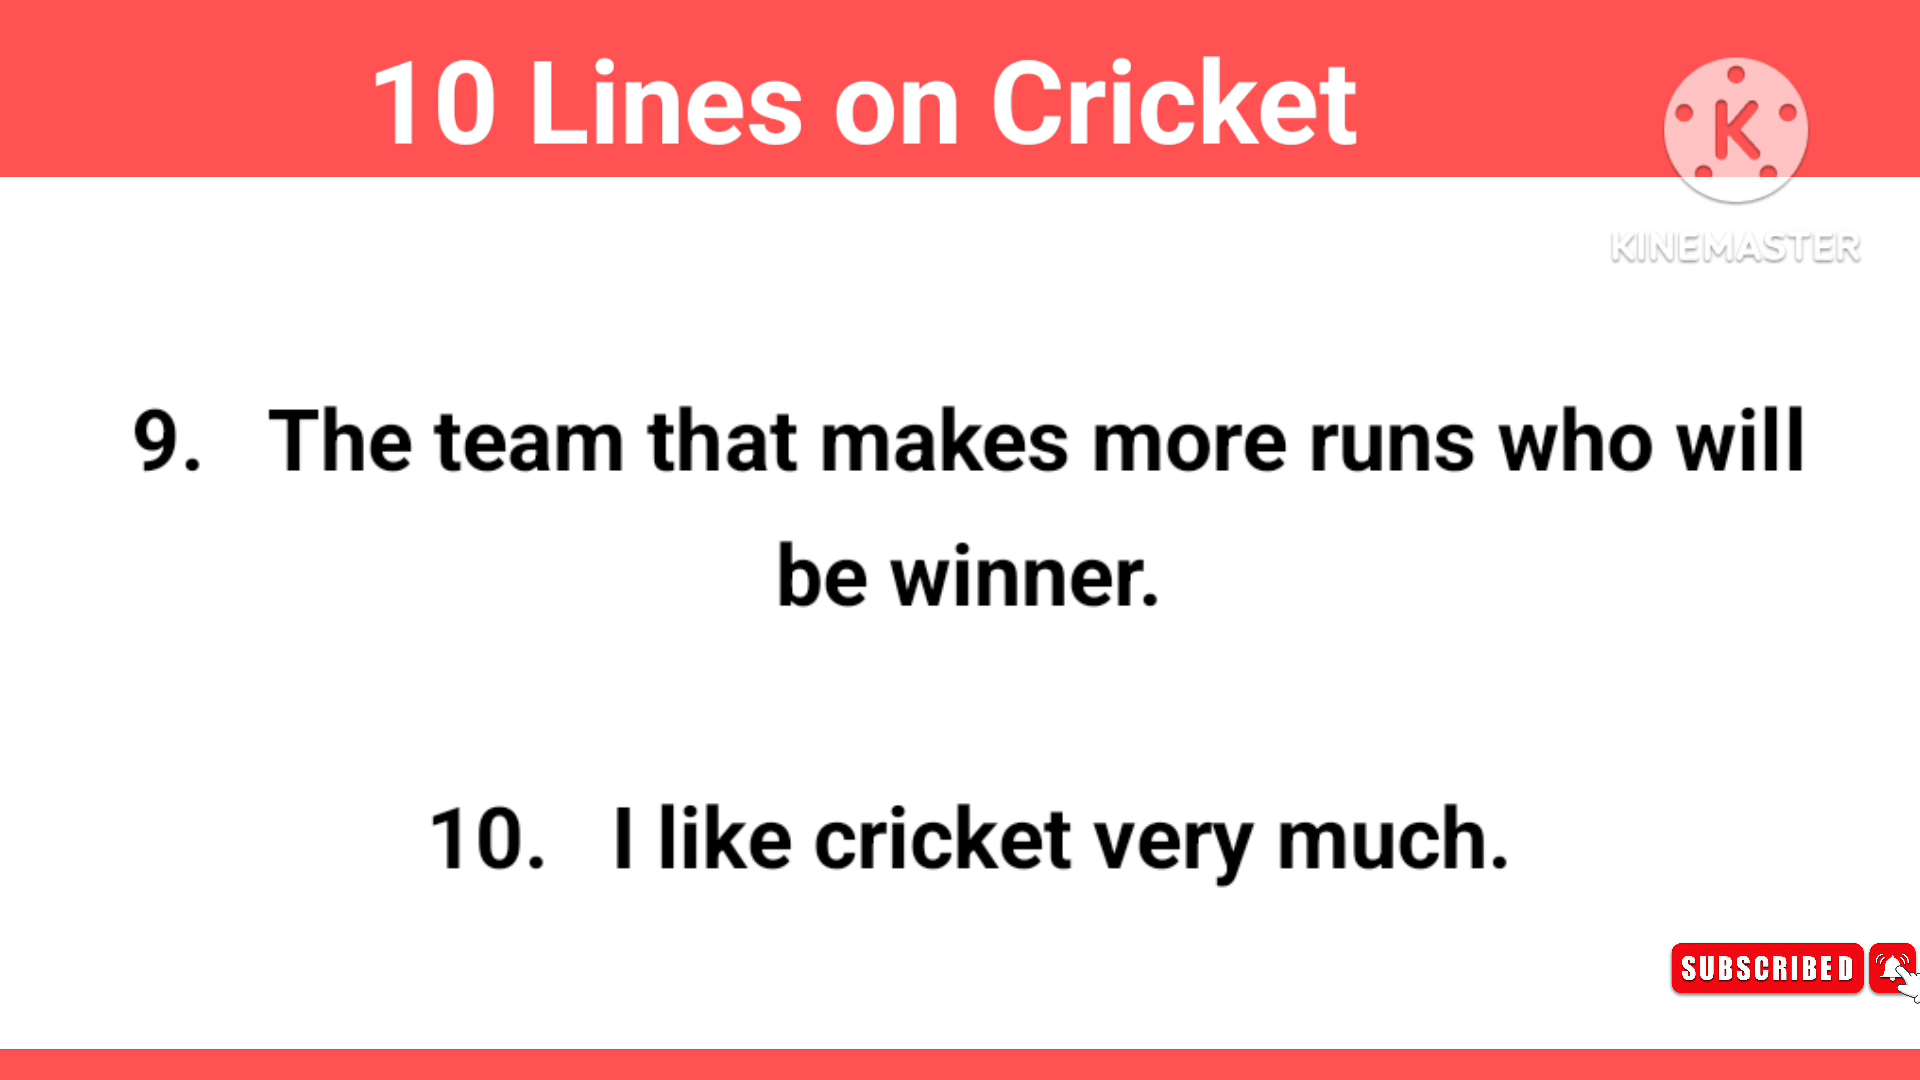 10 Lines on Cricket
K
KINEMASTER
9. The team that makes more runs who will
be winner.
10. I like cricket very much.
SUBSCRIBED